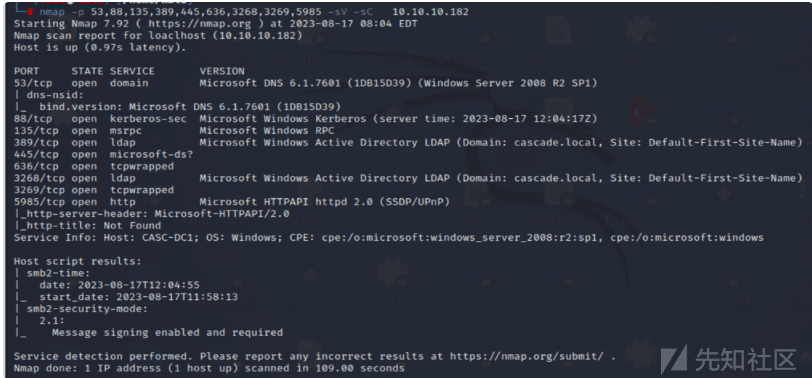 # nmap -p 53,88,135,389,445,636,3268,3269,5985 -sV -sC 10.10.10.182
Starting Nmap 7.92 ( https://nmap.org ) at 2023-08-17 08:04 EDT
Nmap scan report for loaclhost (10.10.10.182)
Host is up (0.97s latency).
PORT STATE SERVICE VERSION
53/tcp open domain Microsoft DNS 6.1.7601 (1DB15D39) (Windows Server 2008 R2 SP1)
| dns-nsid:
|_ bind.version: Microsoft DNS 6.1.7601 (1DB15D39)
88/tcp open kerberos-sec Microsoft Windows Kerberos (server time: 2023-08-17 12:04:17Z)
135/tcp open msrpc Microsoft Windows RPC
389/tcp open ldap Microsoft Windows Active Directory LDAP (Domain: cascade.local, Site: Default-First-Site-Name)
445/tcp open microsoft-ds?
636/tcp open tcpwrapped
3268/tcp open ldap Microsoft Windows Active Directory LDAP (Domain: cascade.local, Site: Default-First-Site-Name)
3269/tcp open tcpwrapped
5985/tcp open http Microsoft HTTPAPI httpd 2.0 (SSDP/UPnP)
|_http-server-header: Microsoft-HTTPAPI/2.0
|_http-title: Not Found
Service Info: Host: CASC-DC1; OS: Windows; CPE: cpe:/o:microsoft:windows_server_2008:r2:sp1, cpe:/o:microsoft:windows
Host script results:
| smb2-time:
| date: 2023-08-17T12:04:55
|_ start_date: 2023-08-17T11:58:13
| smb2-security-mode:
| 2.1:
|_ Message signing enabled and required
Service detection performed. Please report any incorrect results at https://nmap.org/submit/ .
Nmap done: 1 IP address (1 host up) scanned in 109.00 seconds
先知社区